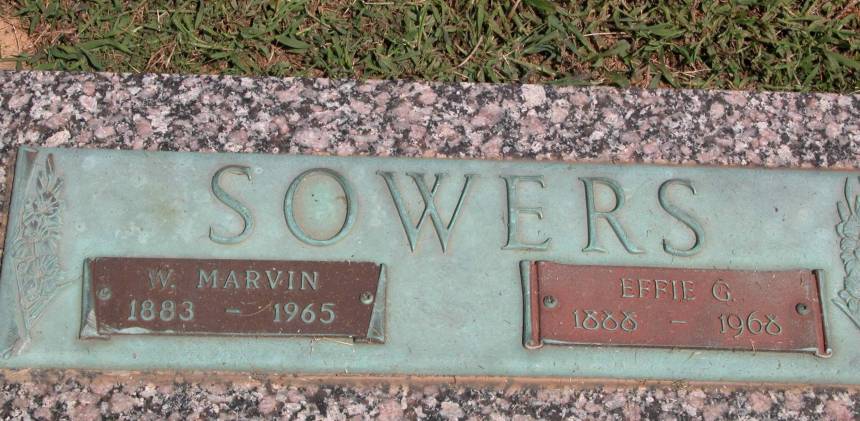 SOWERS
W. MARVIN
1883 - 1965
EFFIE G.
1888 - 1968